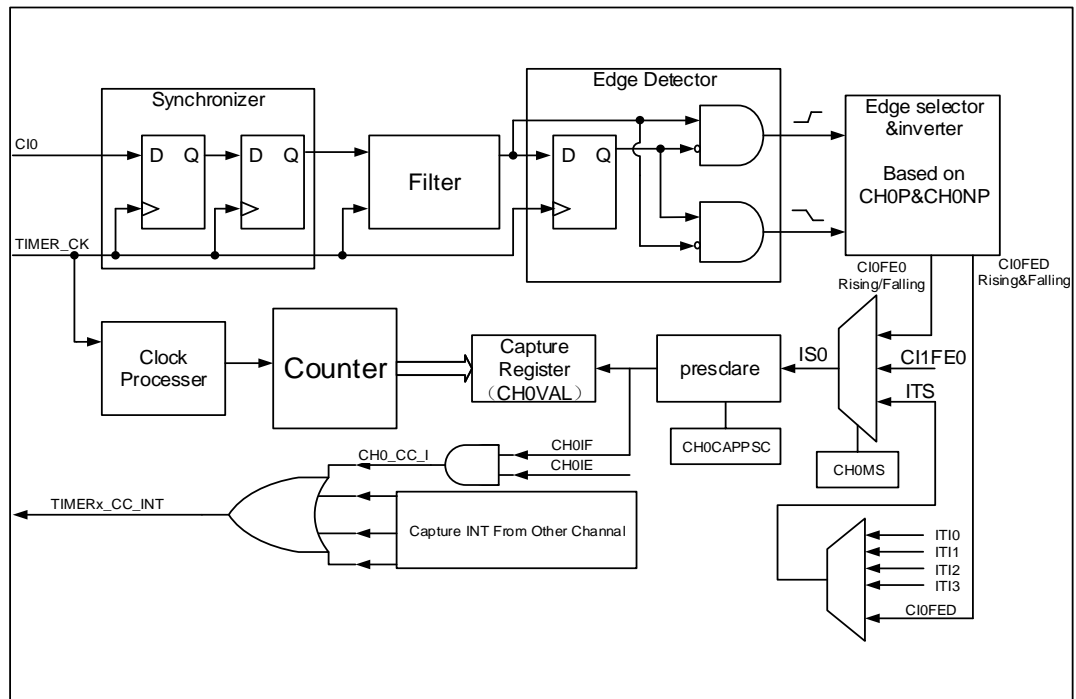 Synchronizer
Edge Detector
CI0
D Q
D Q
Filter
D Q
Edge selector
&inverter
Based on
CH0P&CH0NP
TIMER_CK
CI0FE0
Rising/Falling
CI0FED
Rising&Falling
Clock
Processer
Counter
Capture
Register
（CH0VAL）
presclare
IS0
CI1FE0
ITS
CH0CAPPSC
CH0MS
CH0IF
CH0_CC_I
CH0IE
TIMERx_CC_INT
Capture INT From Other Channel
ITI0
ITI1
ITI2
ITI3
CI0FED